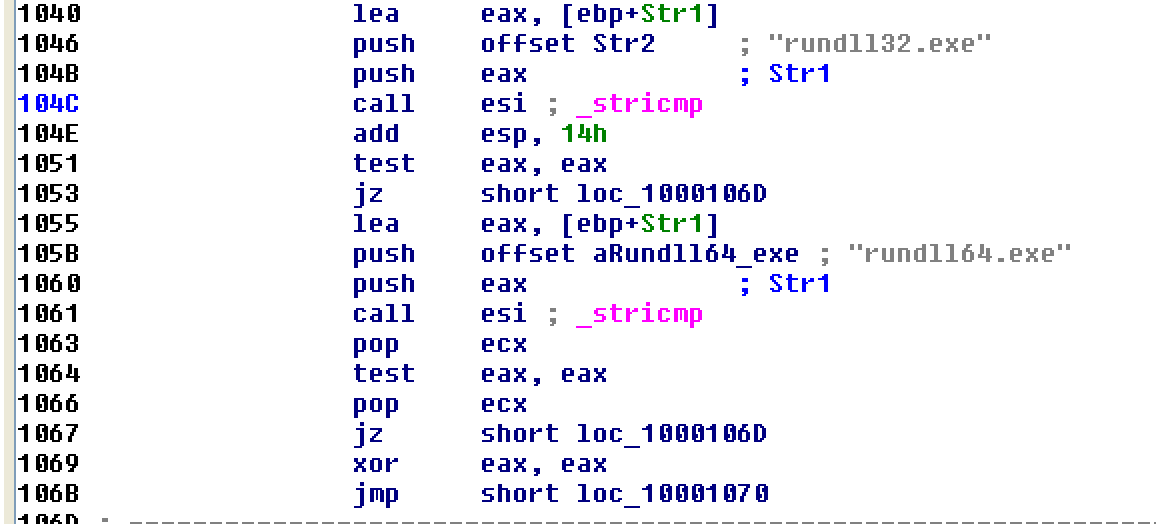 1040 lea eax, [ebp+Str1]
1046 push offset Str2 ; "rundll32.exe"
104B push eax ; Str1
104C call esi ; _stricmp
104E add esp, 14h
1051 test eax, eax
1053 jz short loc_1000106D
1055 lea eax, [ebp+Str1]
105B push offset aRundll64_exe ; "rundll64.exe"
1060 push eax ; Str1
1061 call esi ; _stricmp
1063 pop ecx
1064 test eax, eax
1066 pop ecx
1067 jz short loc_1000106D
1069 xor eax, eax
106B jmp short loc_10001070
106D ; ---------------------------------------------------------------------------